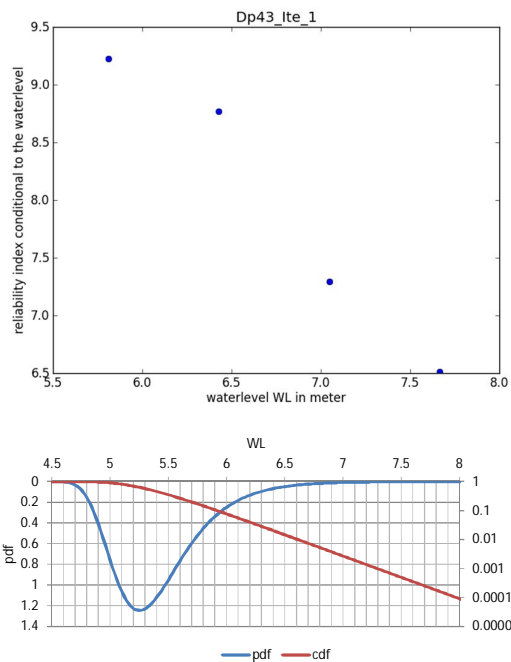 Dp43_Ite_1
9.5
9.0
8.5
8.0
7.5
7.0
6.5
reliability index conditional to the waterlevel
5.5 6.0 6.5 7.0 7.5 8.0
waterlevel WL in meter
WL
4.5 5 5.5 6 6.5 7 7.5 8
0 1
0.2 0.1
0.4 0.01
0.6 0.001
0.8 0.0001
1 0.0000
1.2
1.4
pdf
pdf cdf